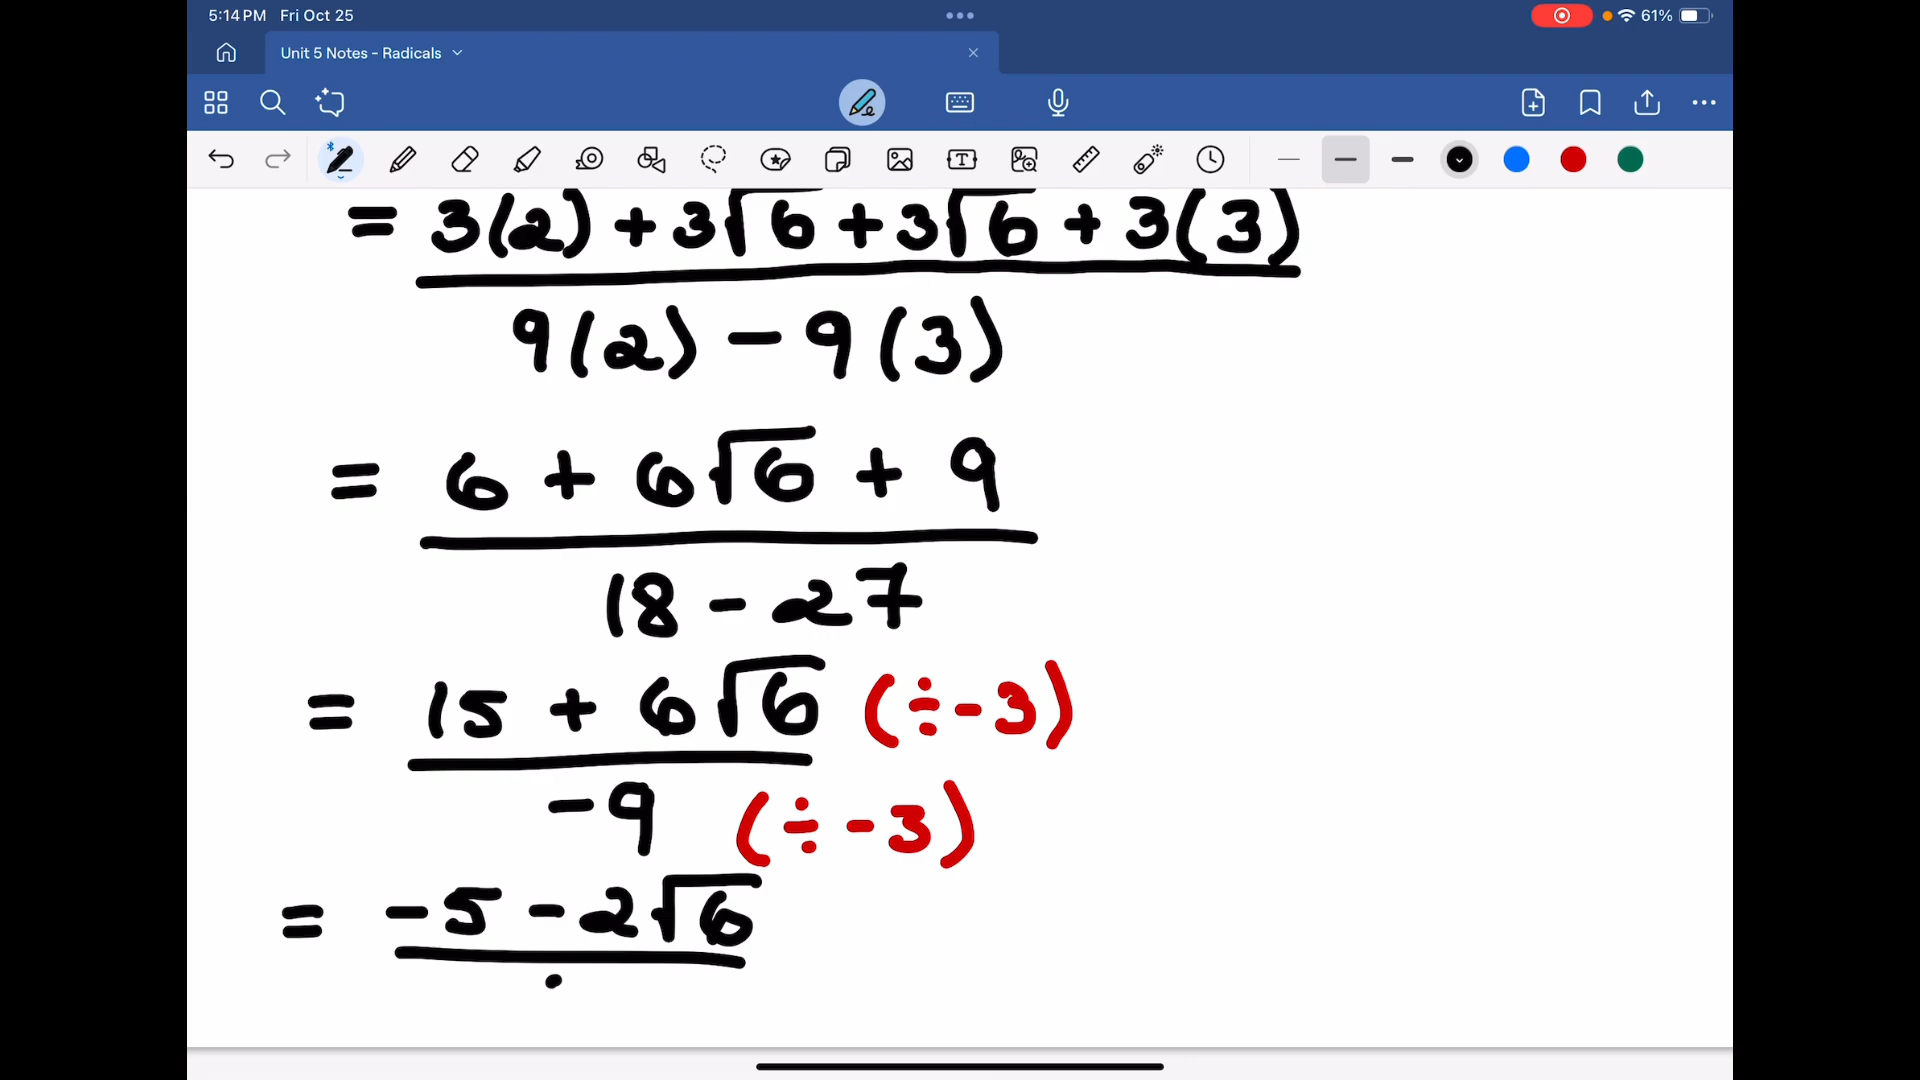 5:14 PM Fri Oct 25
61%
Unit 5 Notes - Radicals
= 3(2) + 3√6 + 3√6 + 3(3)
9(2) - 9(3)
= 6 + 6√6 + 9
18 - 27
= 15 + 6√6 (÷ -3)
-9 (÷ -3)
= -5 - 2√6